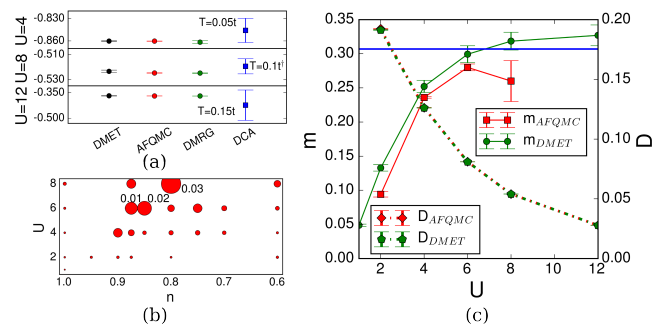 -0.830
-0.860
-0.510
-0.530
-0.350
-0.500
U=12 U=8 U=4
T=0.05t
T=0.1t†
T=0.15t
DMET
AFQMC
DMRG
DCA
(a)
8
6
4
2
U
0.01
0.02
0.03
1.0
0.9
0.8
0.7
0.6
n
(b)
0.35
0.30
0.25
0.20
0.15
0.10
0.05
0.00
m
0.20
0.15
0.10
0.05
0.00
D
m_AFQMC
m_DMET
D_AFQMC
D_DMET
2
4
6
8
10
12
U
(c)